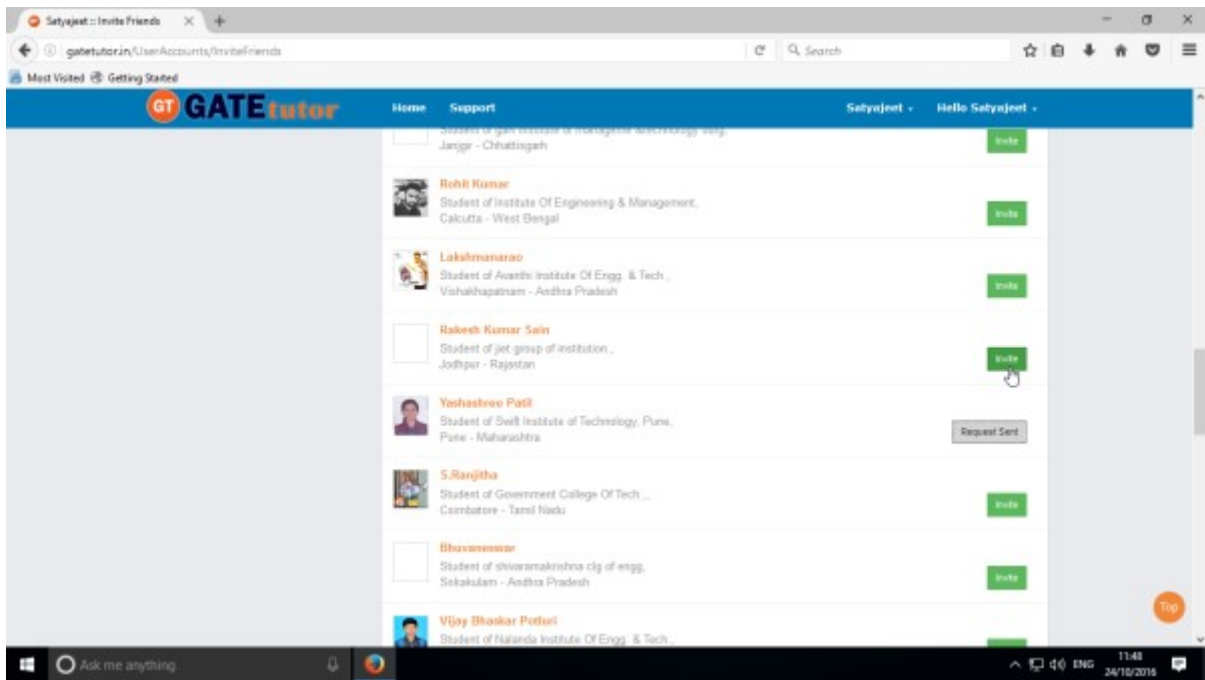 Satyajeet :: Invite Friends
gatetutor.in/UserAccounts/InviteFriends
Search
Most Visited Getting Started
GT GATEtutor Home Support Satyajeet Hello Satyajeet
Janjgir - Chhattisgarh
Invite
Rohit Kumar
Student of Institute Of Engineering & Management,
Calcutta - West Bengal
Invite
Lakshmanarao
Student of Avanthi Institute Of Engg. & Tech.,
Vishakhapatnam - Andhra Pradesh
Invite
Rakesh Kumar Sain
Student of jiet group of institution.,
Jodhpur - Rajastan
Invite
Yashashree Patil
Student of Swift Institute of Technology, Pune,
Pune - Maharashtra
Request Sent
S.Ranjitha
Student of Government College Of Tech.,,
Coimbatore - Tamil Nadu
Invite
Bhuvaneswar
Student of shivaramakrishna clg of engg,
Srikakulam - Andhra Pradesh
Invite
Vijay Bhaskar Potluri
Student of Nalanda Institute Of Engg. & Tech.,
Top
Ask me anything
ENG
11:48
24/10/2016